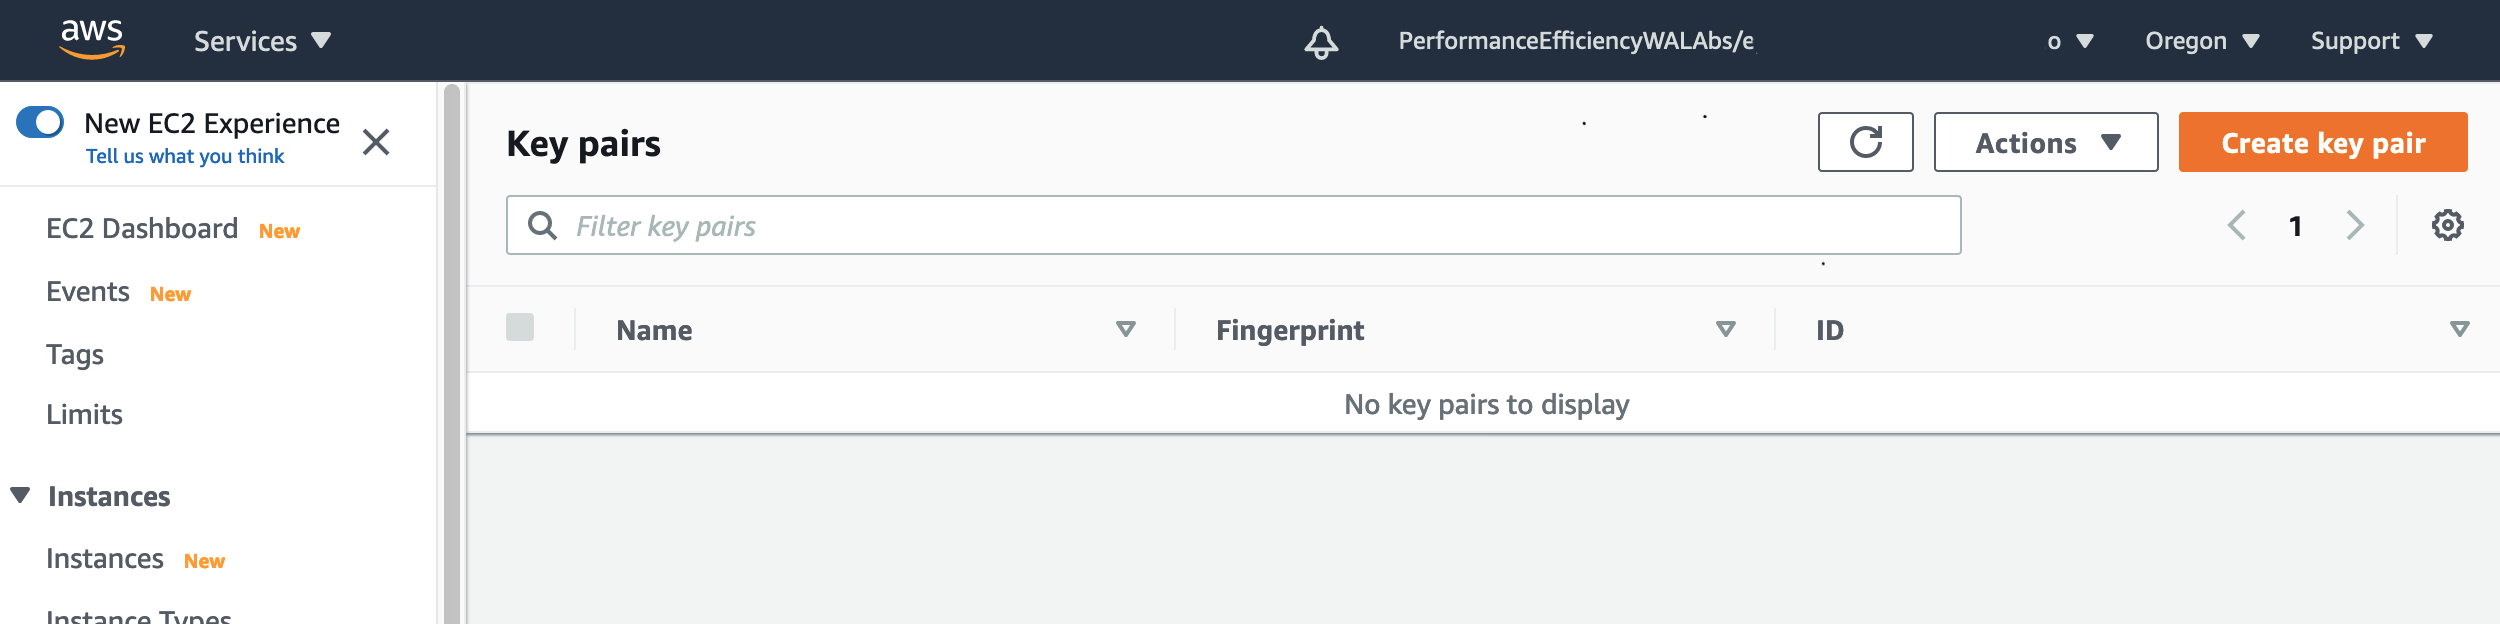 aws Services PerformanceEfficiencyWALAbs/e o Oregon Support
New EC2 Experience
Tell us what you think
Key pairs Actions Create key pair
Filter key pairs 1
EC2 Dashboard New
Events New
Tags
Limits
Instances
Instances New
Instance Types
Name Fingerprint ID
No key pairs to display